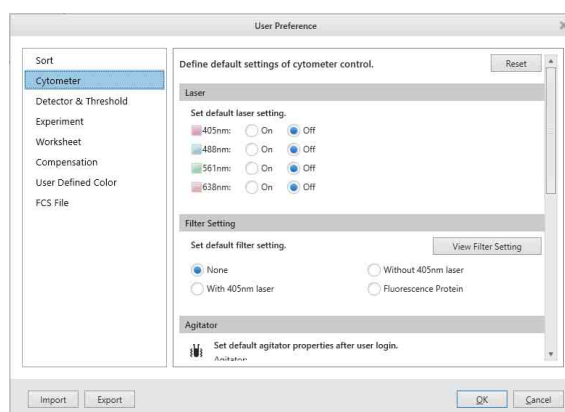 User Preference
Sort
Cytometer
Detector & Threshold
Experiment
Worksheet
Compensation
User Defined Color
FCS File
Define default settings of cytometer control.
Reset
Laser
Set default laser setting.
405nm: On Off
488nm: On Off
561nm: On Off
638nm: On Off
Filter Setting
Set default filter setting.
View Filter Setting
None
Without 405nm laser
With 405nm laser
Fluorescence Protein
Agitator
Set default agitator properties after user login.
Agitator:
Import
Export
OK
Cancel